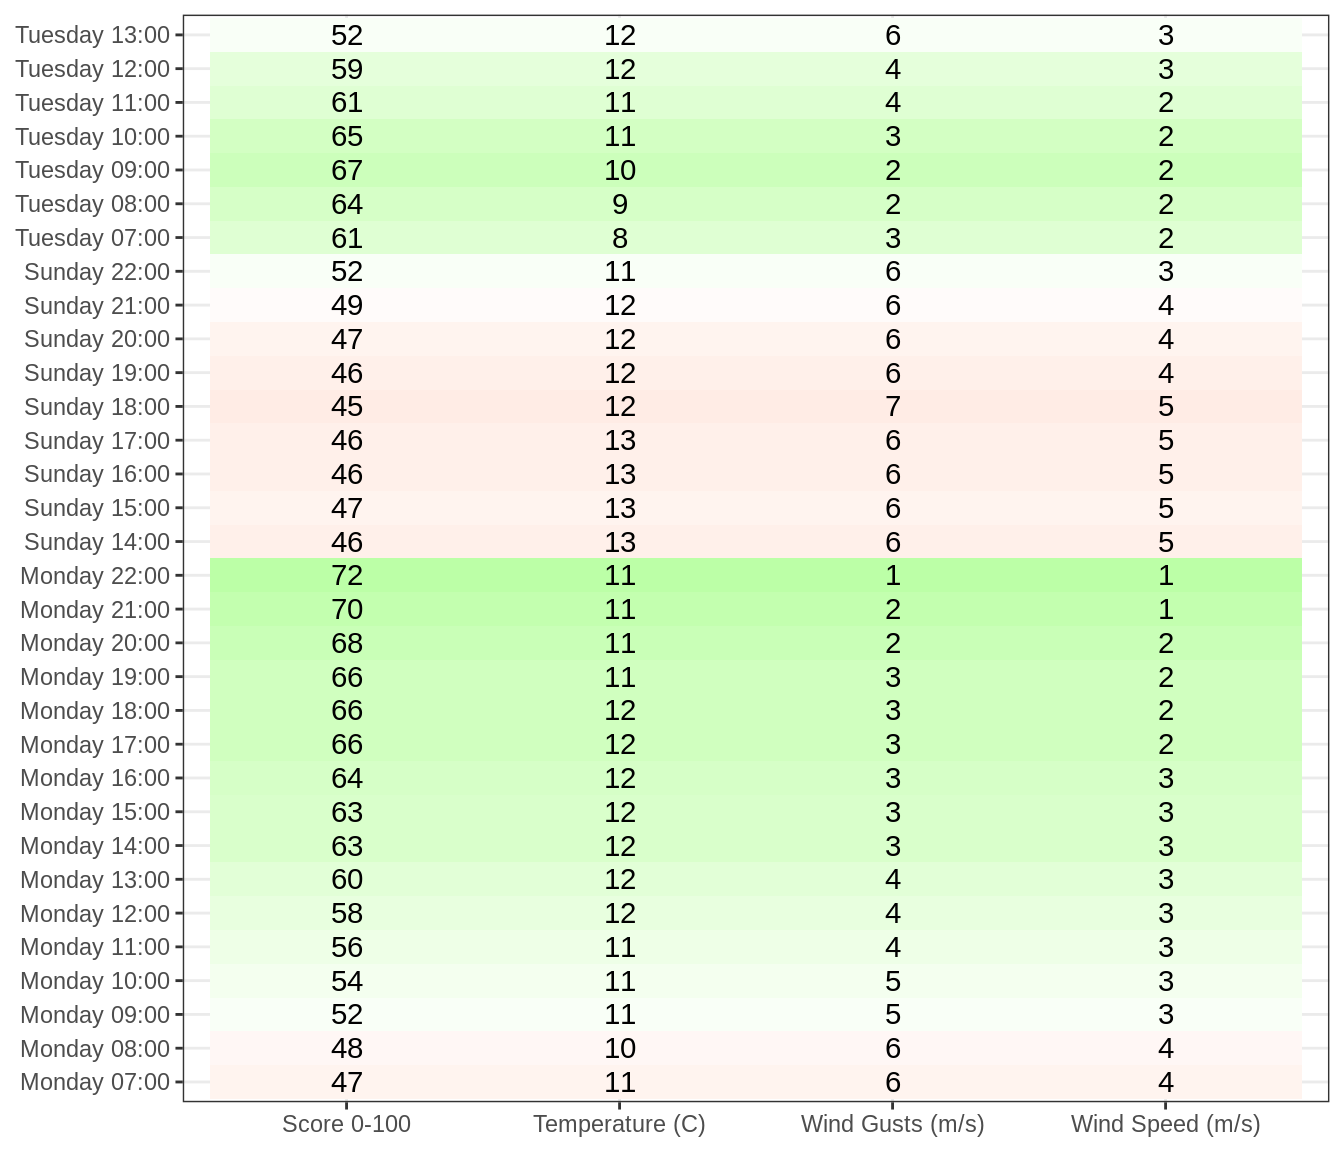 Tuesday 13:00 52 12 6 3
Tuesday 12:00 59 12 4 3
Tuesday 11:00 61 11 4 2
Tuesday 10:00 65 11 3 2
Tuesday 09:00 67 10 2 2
Tuesday 08:00 64 9 2 2
Tuesday 07:00 61 8 3 2
Sunday 22:00 52 11 6 3
Sunday 21:00 49 12 6 4
Sunday 20:00 47 12 6 4
Sunday 19:00 46 12 6 4
Sunday 18:00 45 12 7 5
Sunday 17:00 46 13 6 5
Sunday 16:00 46 13 6 5
Sunday 15:00 47 13 6 5
Sunday 14:00 46 13 6 5
Monday 22:00 72 11 1 1
Monday 21:00 70 11 2 1
Monday 20:00 68 11 2 2
Monday 19:00 66 11 3 2
Monday 18:00 66 12 3 2
Monday 17:00 66 12 3 2
Monday 16:00 64 12 3 3
Monday 15:00 63 12 3 3
Monday 14:00 63 12 3 3
Monday 13:00 60 12 4 3
Monday 12:00 58 12 4 3
Monday 11:00 56 11 4 3
Monday 10:00 54 11 5 3
Monday 09:00 52 11 5 3
Monday 08:00 48 10 6 4
Monday 07:00 47 11 6 4
Score 0-100 Temperature (C) Wind Gusts (m/s) Wind Speed (m/s)